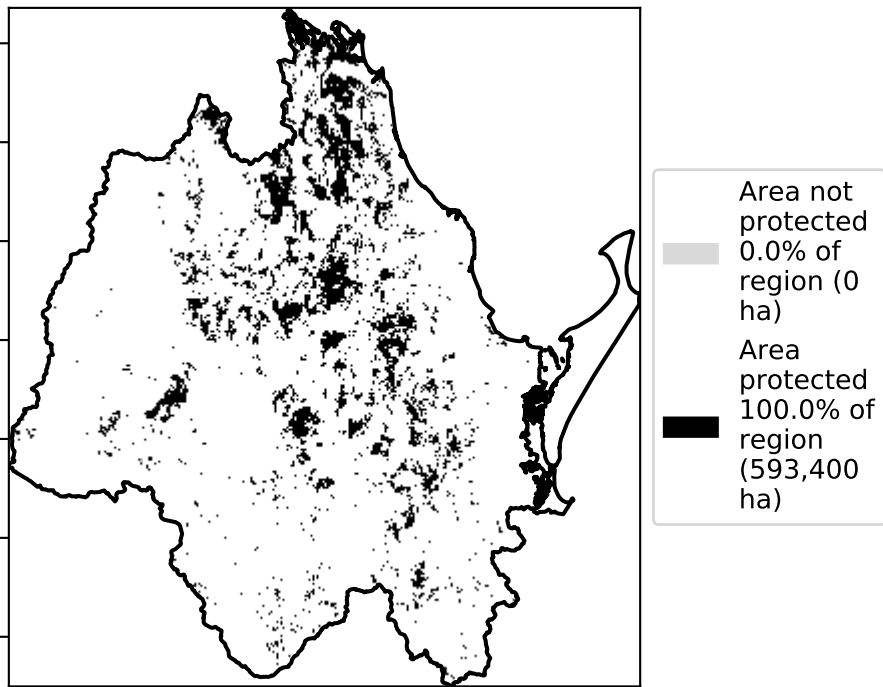 Area not
protected
0.0% of
region (0
ha)
Area
protected
100.0% of
region
(593,400
ha)